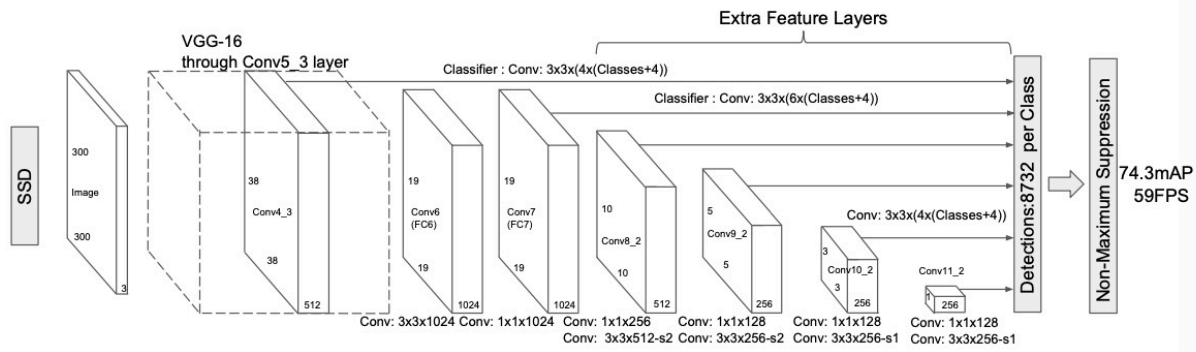 Extra Feature Layers
VGG-16
through Conv5_3 layer
Classifier : Conv: 3x3x(4x(Classes+4))
Classifier : Conv: 3x3x(6x(Classes+4))
SSD
300
Image
300
3
38
Conv4_3
38
512
19
Conv6
(FC6)
19
1024
19
Conv7
(FC7)
19
1024
10
Conv8_2
10
512
5
Conv9_2
5
256
Conv: 3x3x(4x(Classes+4))
3
Conv10_2
3
256
Conv11_2
1
256
Detections:8732 per Class
Non-Maximum Suppression
74.3mAP
59FPS
Conv: 3x3x1024
Conv: 1x1x1024
Conv: 1x1x256
Conv: 3x3x512-s2
Conv: 1x1x128
Conv: 3x3x256-s2
Conv: 1x1x128
Conv: 3x3x256-s1
Conv: 1x1x128
Conv: 3x3x256-s1